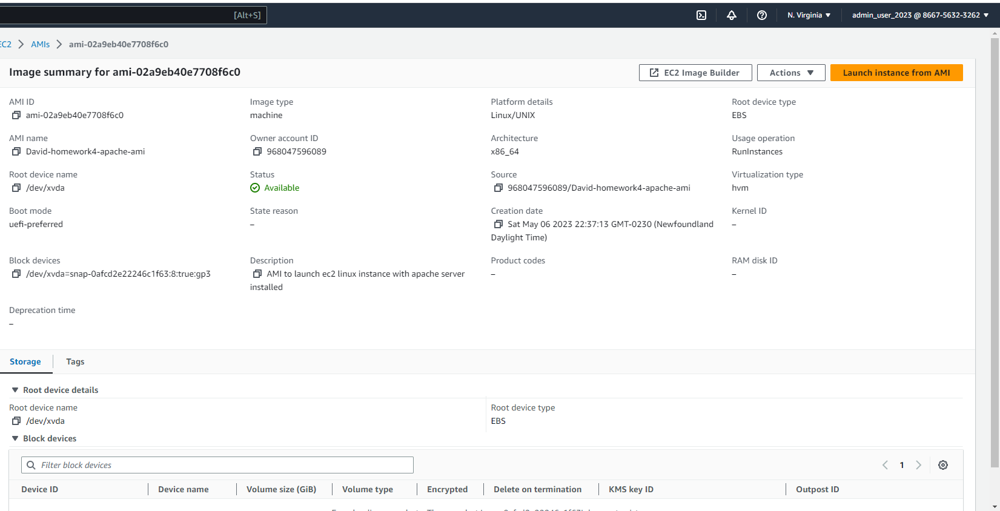 [Alt+S]
N. Virginia
admin_user_2023 @ 8667-5632-3262
EC2
AMIs
ami-02a9eb40e7708f6c0
Image summary for ami-02a9eb40e7708f6c0
EC2 Image Builder
Actions
Launch instance from AMI
AMI ID
ami-02a9eb40e7708f6c0
Image type
machine
Platform details
Linux/UNIX
Root device type
EBS
AMI name
David-homework4-apache-ami
Owner account ID
968047596089
Architecture
x86_64
Usage operation
RunInstances
Root device name
/dev/xvda
Status
Available
Source
968047596089/David-homework4-apache-ami
Virtualization type
hvm
Boot mode
uefi-preferred
State reason
–
Creation date
Sat May 06 2023 22:37:13 GMT-0230 (Newfoundland
Daylight Time)
Kernel ID
–
Block devices
/dev/xvda=snap-0afcd2e22246c1f63:8:true:gp3
Description
AMI to launch ec2 linux instance with apache server
installed
Product codes
–
RAM disk ID
–
Deprecation time
–
Storage
Tags
Root device details
Root device name
/dev/xvda
Root device type
EBS
Block devices
Filter block devices
1
Device ID
Device name
Volume size (GiB)
Volume type
Encrypted
Delete on termination
KMS key ID
Outpost ID